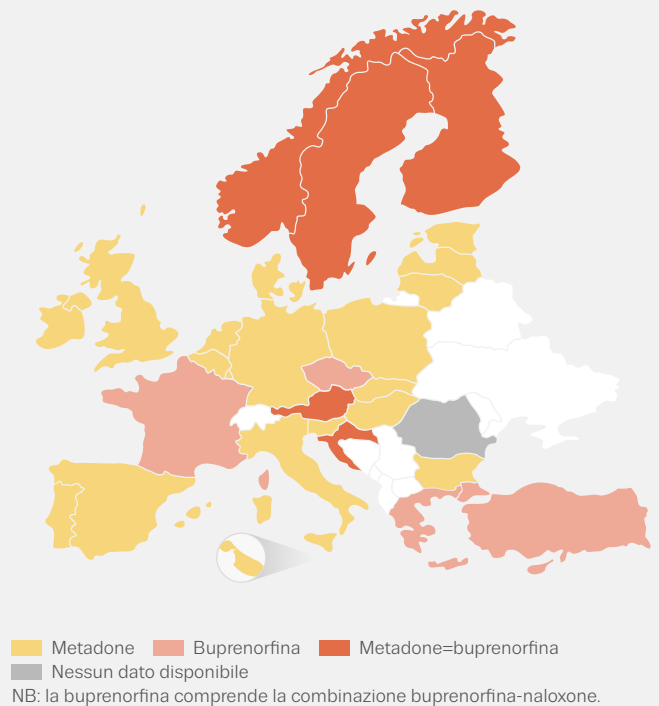 Metadone Buprenorfina Metadone=buprenorfina
Nessun dato disponibile
NB: la buprenorfina comprende la combinazione buprenorfina-naloxone.